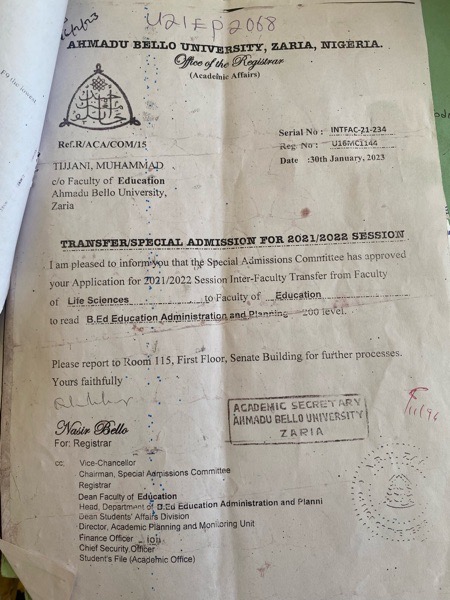 U21EP2068
AHMADU BELLO UNIVERSITY, ZARIA, NIGERIA.
Office of the Registrar
(Academic Affairs)
Serial No : INTFAC-21-234
Ref.R/ACA/COM/15
Reg. No : U16MC1144
Date :30th January, 2023
TIJJANI, MUHAMMAD
c/o Faculty of Education
Ahmadu Bello University,
Zaria
TRANSFER/SPECIAL ADMISSION FOR 2021/2022 SESSION
I am pleased to inform you that the Special Admissions Committee has approved
your Application for 2021/2022 Session Inter-Faculty Transfer from Faculty
of Life Sciences to Faculty of Education
to read B.Ed Education Administration and Planning 200 level.
Please report to Room 115, First Floor, Senate Building for further processes.
Yours faithfully
Nasir Bello
For: Registrar
ACADEMIC SECRETARY
AHMADU BELLO UNIVERSITY
ZARIA
cc: Vice-Chancellor
Chairman, Special Admissions Committee
Registrar
Dean Faculty of Education
Head, Department of B.Ed Education Administration and Planni
Dean Students' Affairs Division
Director, Academic Planning and Monitoring Unit
Finance Officer
Chief Security Officer
Student's File (Academic Office)